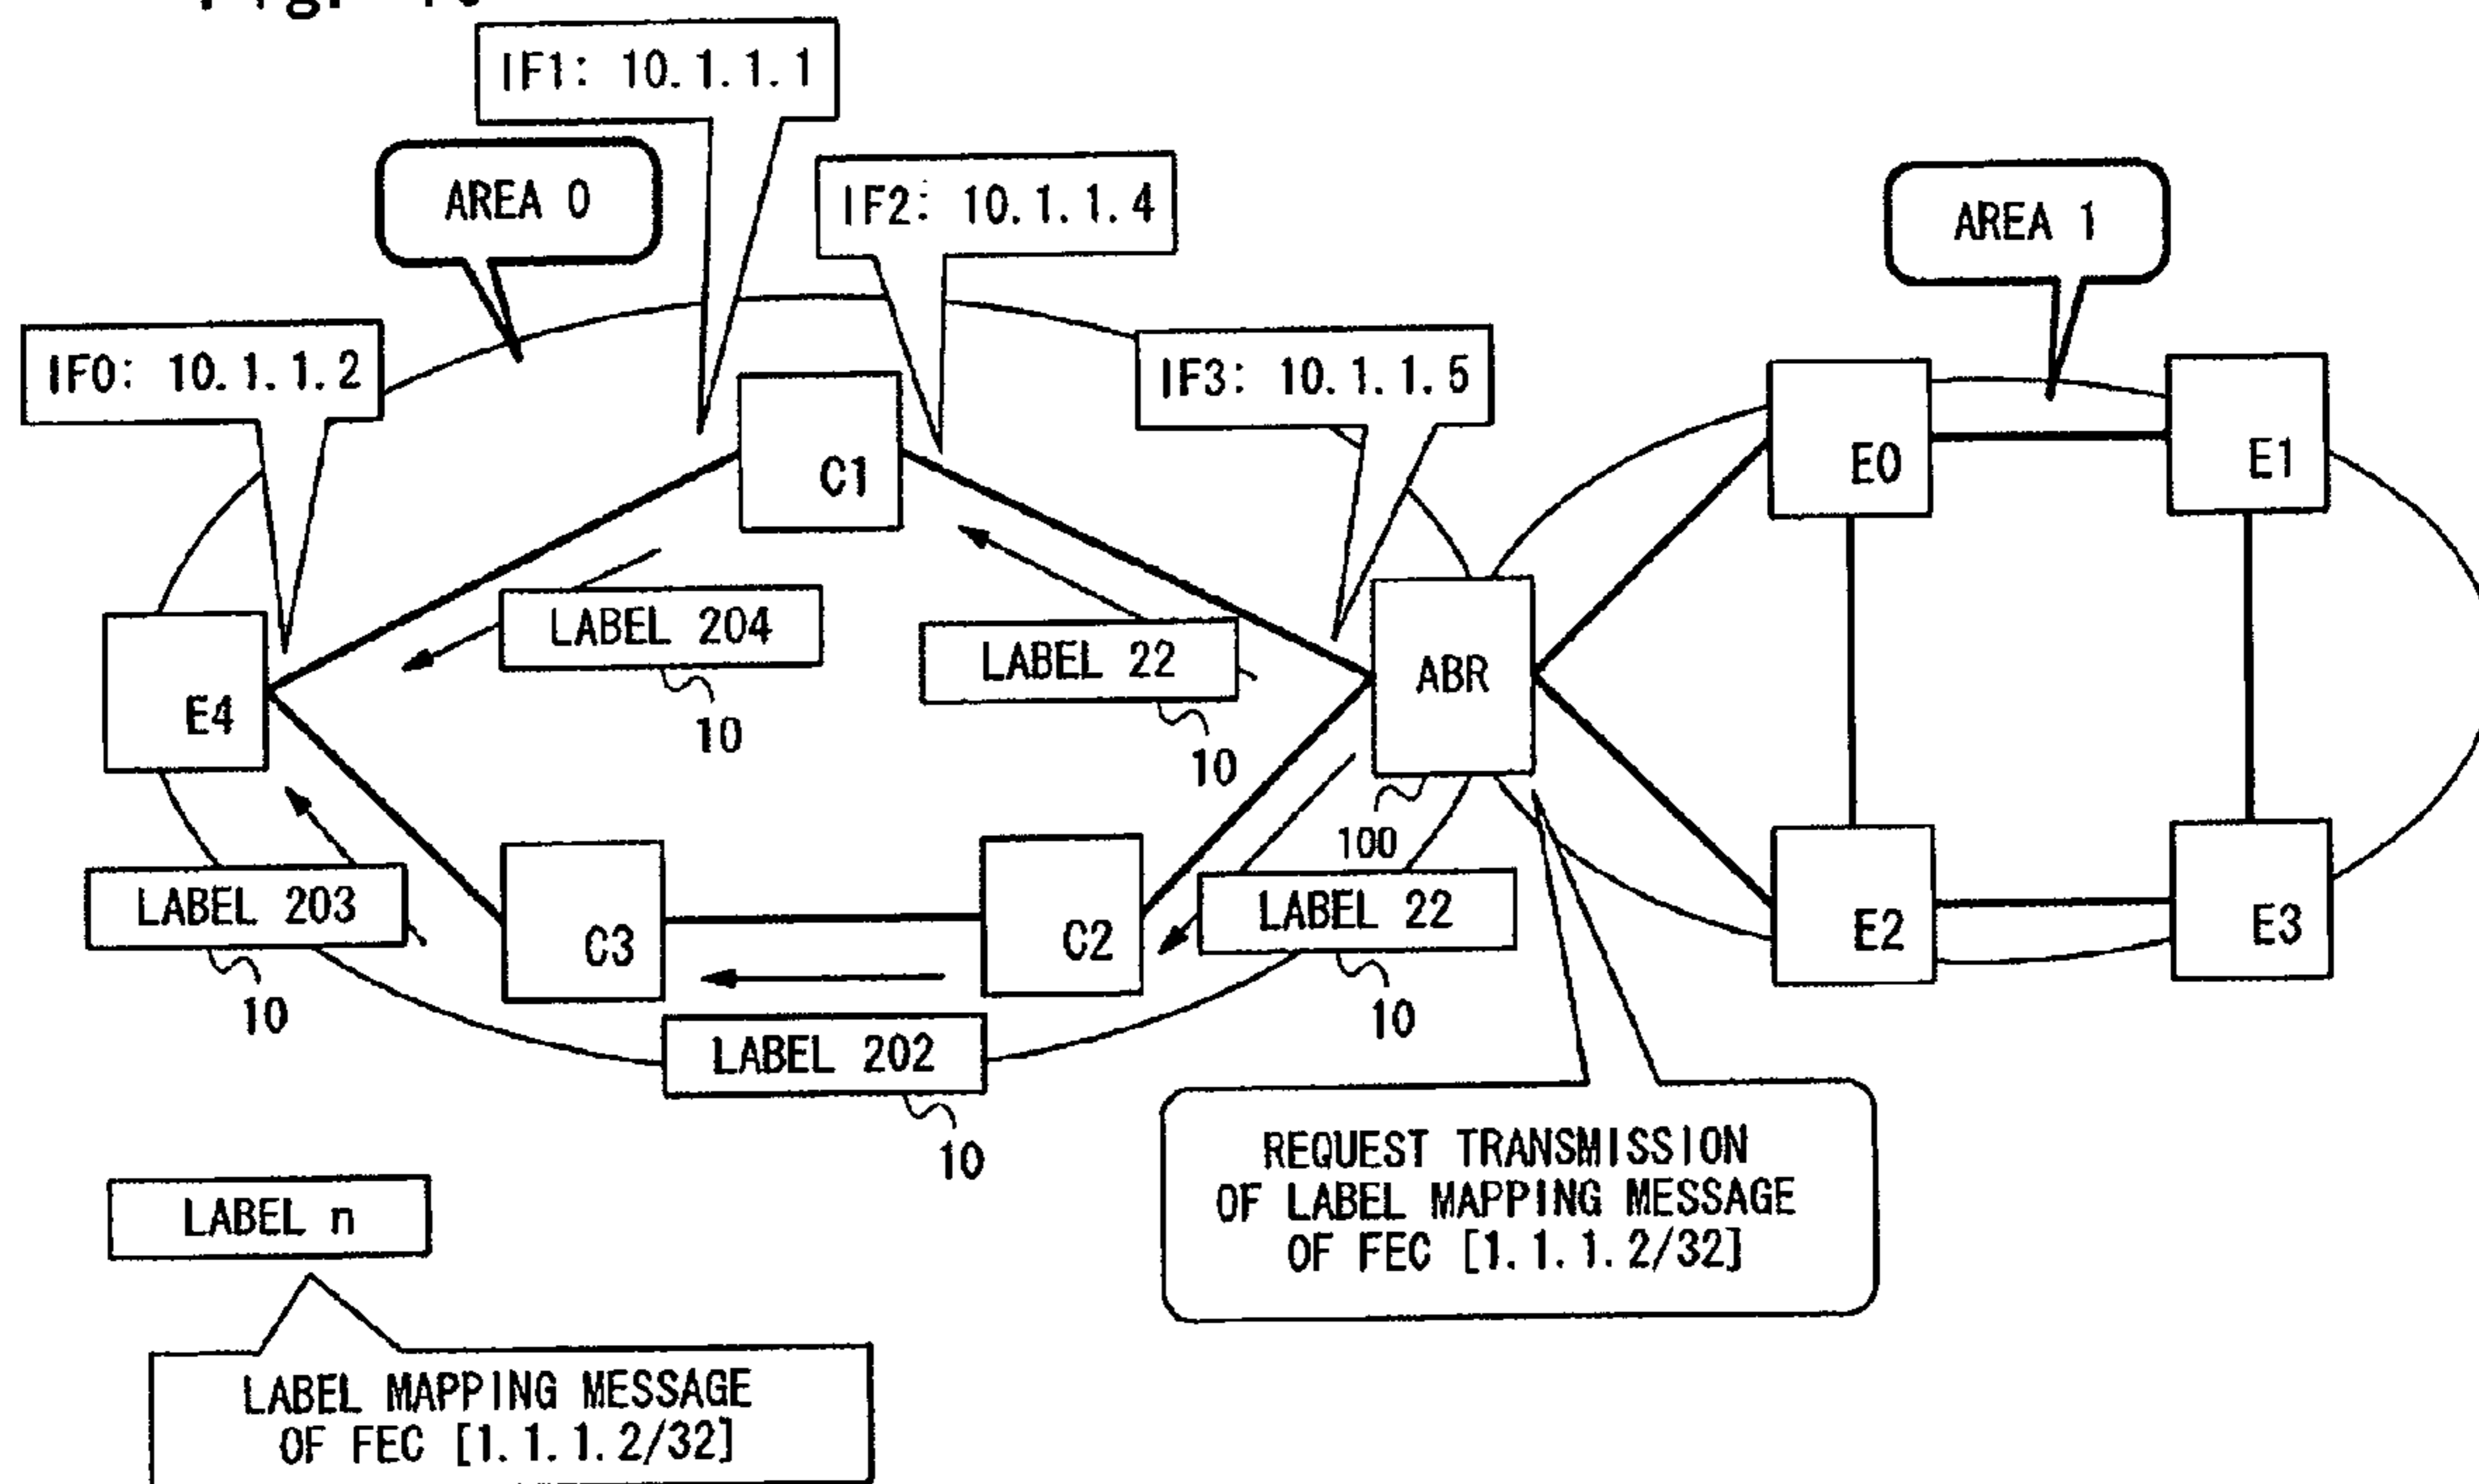 IF1: 10.1.1.1
AREA 0
IF2: 10.1.1.4
AREA 1
IF0: 10.1.1.2
IF3: 10.1.1.5
C1
E0
E1
LABEL 204
LABEL 22
ABR
E4
10
10
100
LABEL 203
C3
C2
LABEL 22
E2
E3
10
10
LABEL 202
10
REQUEST TRANSMISSION
OF LABEL MAPPING MESSAGE
OF FEC [1.1.1.2/32]
LABEL n
LABEL MAPPING MESSAGE
OF FEC [1.1.1.2/32]